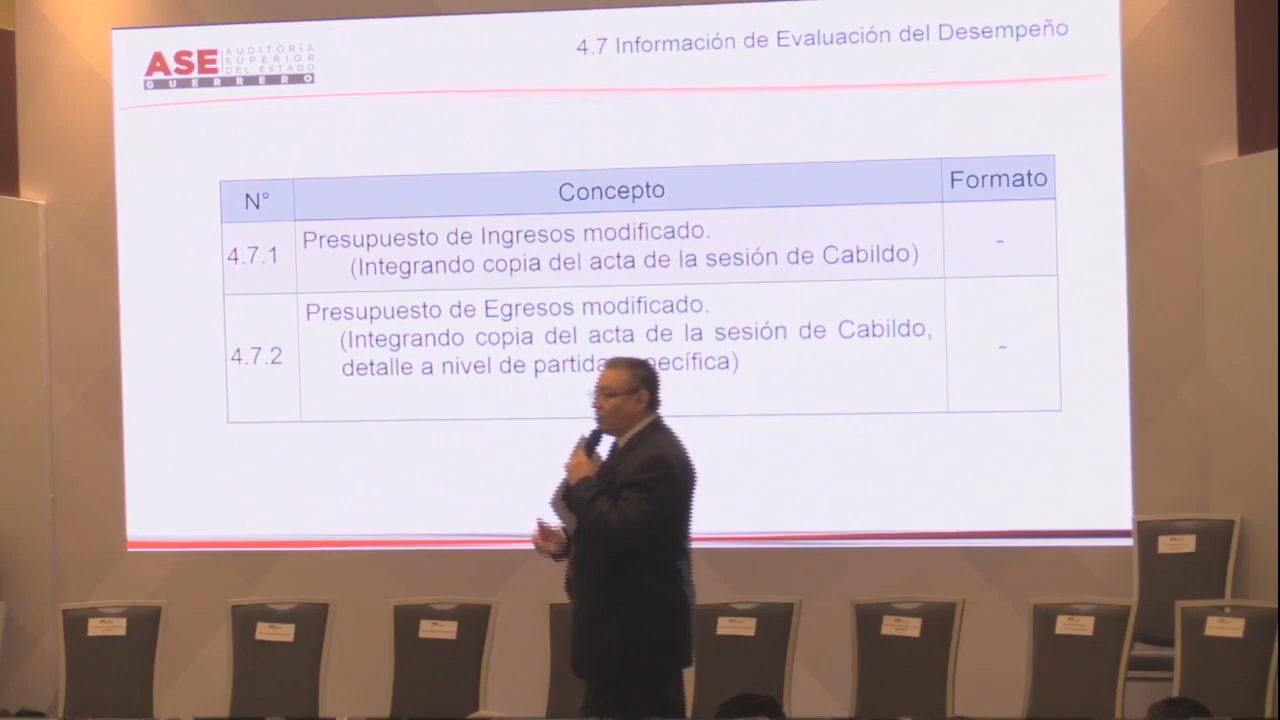 ASE
AUDITORÍA
SUPERIOR
DEL ESTADO
GUERRERO
4.7 Información de Evaluación del Desempeño
N° Concepto Formato
4.7.1
Presupuesto de Ingresos modificado.
(Integrando copia del acta de la sesión de Cabildo)
-
4.7.2
Presupuesto de Egresos modificado.
(Integrando copia del acta de la sesión de Cabildo,
detalle a nivel de partida ecífica)
-